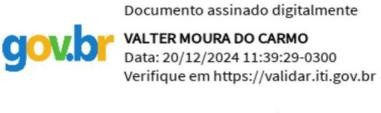 Documento assinado digitalmente
gov.br
VALTER MOURA DO CARMO
Data: 20/12/2024 11:39:29-0300
Verifique em https://validar.iti.gov.br